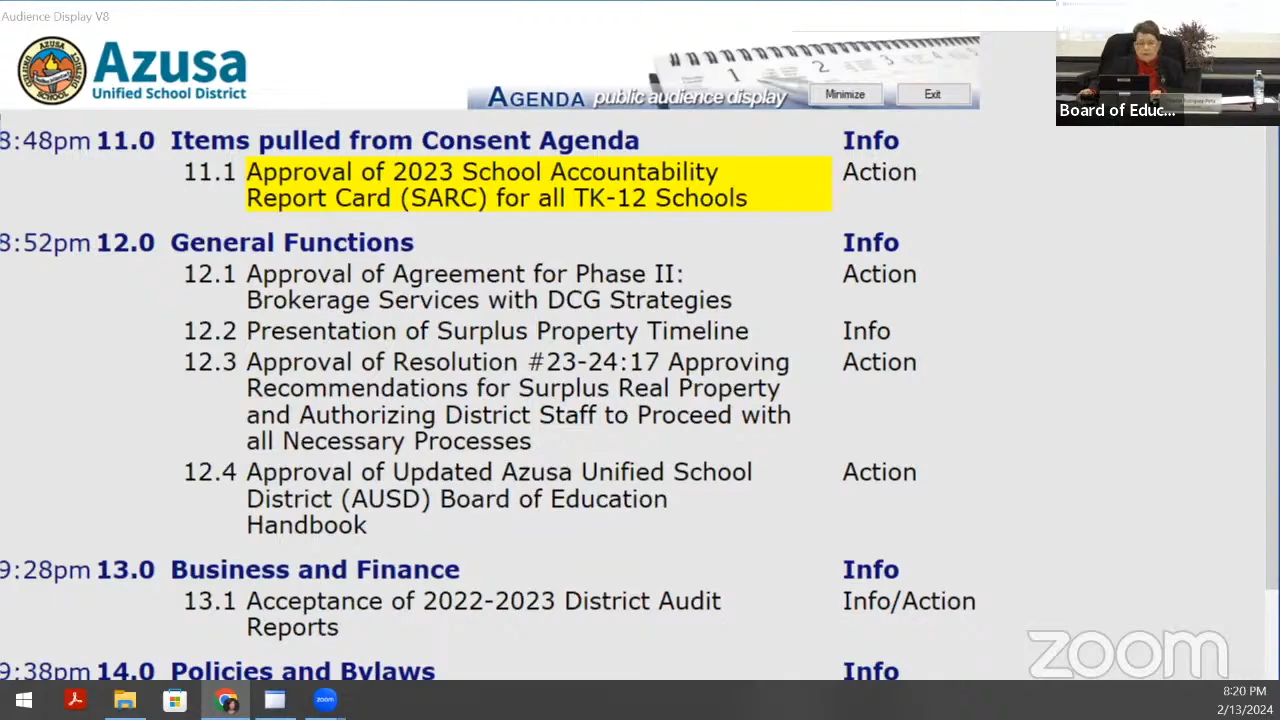 Audience Display V8
Azusa
Unified School District
AGENDA public audience display
Minimize
Exit
Board of Educ...
8:48pm 11.0 Items pulled from Consent Agenda Info
11.1 Approval of 2023 School Accountability Action
Report Card (SARC) for all TK-12 Schools
8:52pm 12.0 General Functions Info
12.1 Approval of Agreement for Phase II: Action
Brokerage Services with DCG Strategies
12.2 Presentation of Surplus Property Timeline Info
12.3 Approval of Resolution #23-24:17 Approving Action
Recommendations for Surplus Real Property
and Authorizing District Staff to Proceed with
all Necessary Processes
12.4 Approval of Updated Azusa Unified School Action
District (AUSD) Board of Education
Handbook
9:28pm 13.0 Business and Finance Info
13.1 Acceptance of 2022-2023 District Audit Info/Action
Reports
9:38pm 14.0 Policies and Bylaws Info
zoom
zoom
8:20 PM
2/13/2024